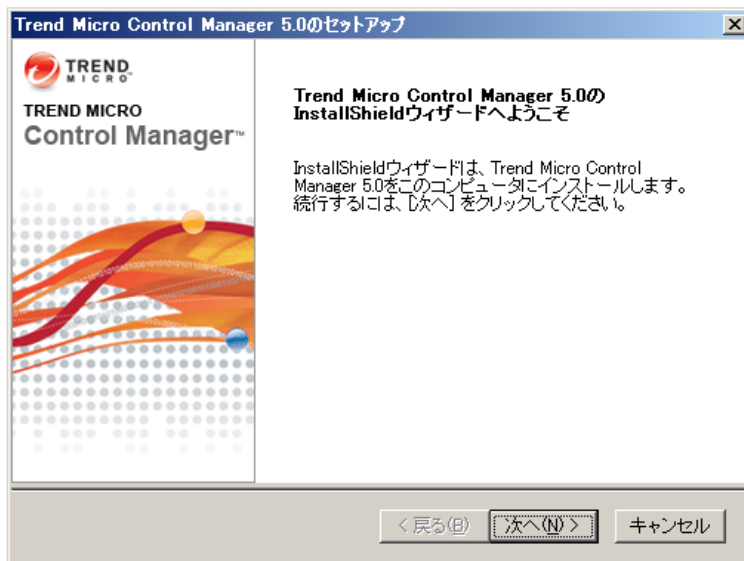 Trend Micro Control Manager 5.0のセットアップ
TREND
MICRO™
TREND MICRO
Control Manager™
Trend Micro Control Manager 5.0の
InstallShieldウィザードへようこそ
InstallShieldウィザードは、Trend Micro Control
Manager 5.0をこのコンピュータにインストールします。
続行するには、[次へ] をクリックしてください。
< 戻る(B)
次へ(N) >
キャンセル